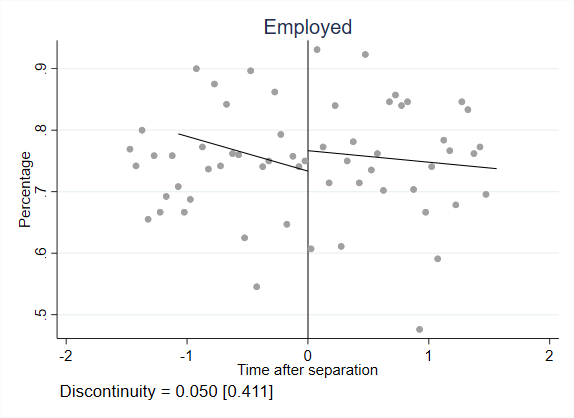 Employed
Percentage
.9
.8
.7
.6
.5
-2 -1 0 1 2
Time after separation
Discontinuity = 0.050 [0.411]